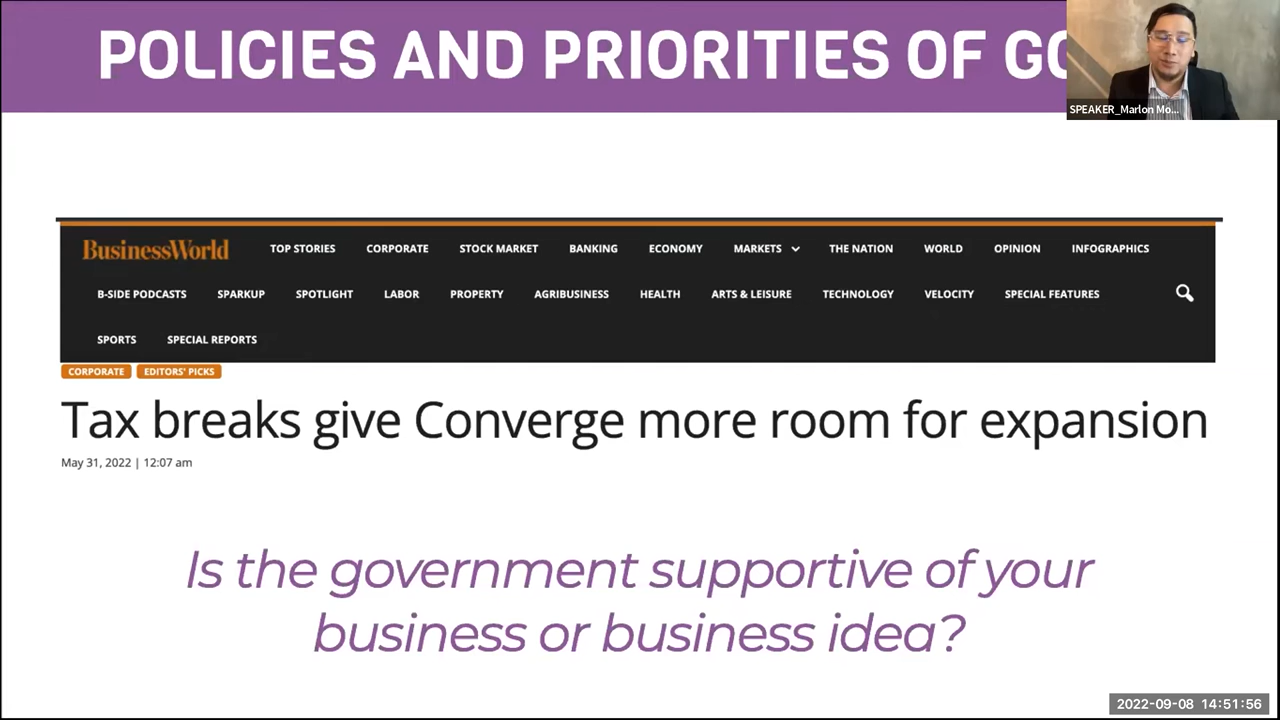 POLICIES AND PRIORITIES OF GO
SPEAKER_Marlon Mo...
BusinessWorld TOP STORIES CORPORATE STOCK MARKET BANKING ECONOMY MARKETS THE NATION WORLD OPINION INFOGRAPHICS
B-SIDE PODCASTS SPARKUP SPOTLIGHT LABOR PROPERTY AGRIBUSINESS HEALTH ARTS & LEISURE TECHNOLOGY VELOCITY SPECIAL FEATURES
SPORTS SPECIAL REPORTS
CORPORATE EDITORS' PICKS
Tax breaks give Converge more room for expansion
May 31, 2022 | 12:07 am
Is the government supportive of your
business or business idea?
2022-09-08 14:51:56